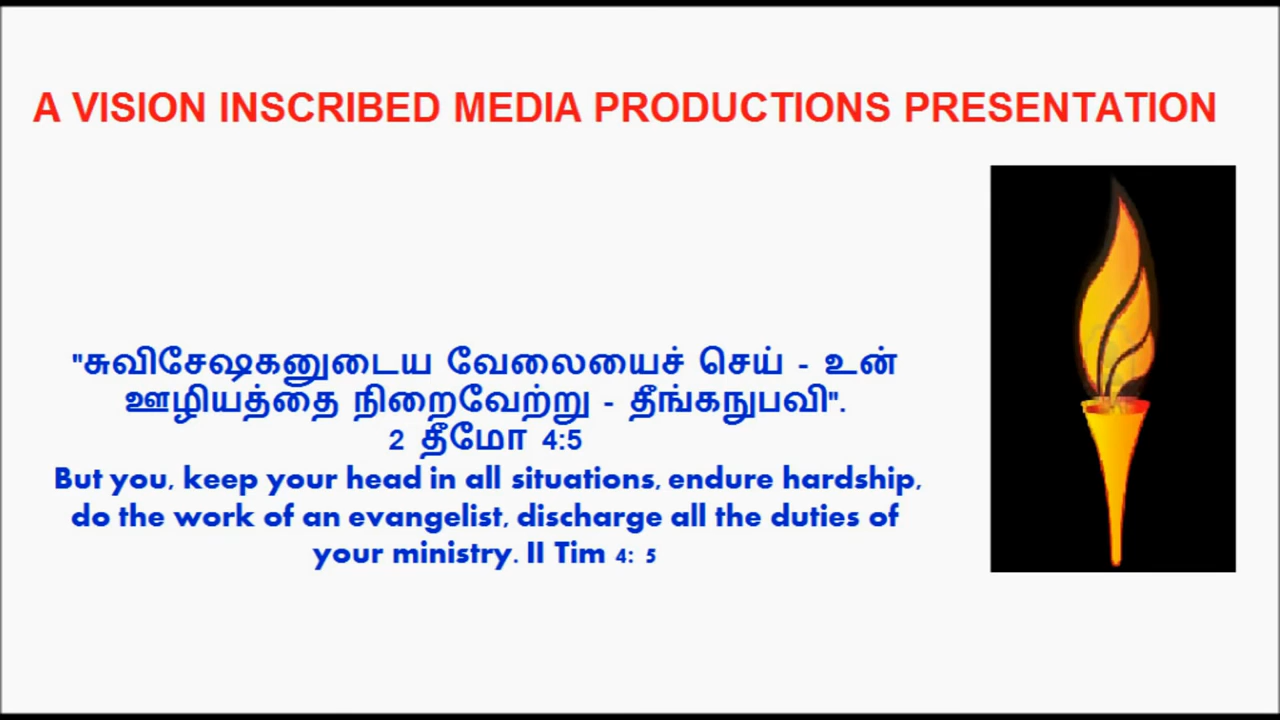 A VISION INSCRIBED MEDIA PRODUCTIONS PRESENTATION
"சுவிசேஷகனுடைய வேலையைச் செய் - உன்
ஊழியத்தை நிறைவேற்று - தீங்கநுபவி".
2 தீமோ 4:5
But you, keep your head in all situations, endure hardship,
do the work of an evangelist, discharge all the duties of
your ministry. II Tim 4: 5